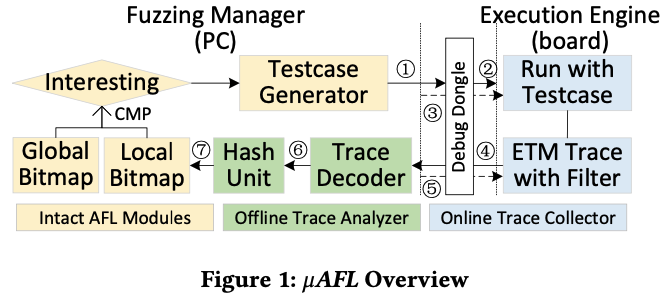 Fuzzing Manager
(PC)
Execution Engine
(board)
Interesting
Testcase
Generator
①
Debug Dongle
②
Run with
Testcase
③
CMP
Global
Bitmap
Local
Bitmap
⑦
Hash
Unit
⑥
Trace
Decoder
④
⑤
ETM Trace
with Filter
Intact AFL Modules
Offline Trace Analyzer
Online Trace Collector
Figure 1: μAFL Overview